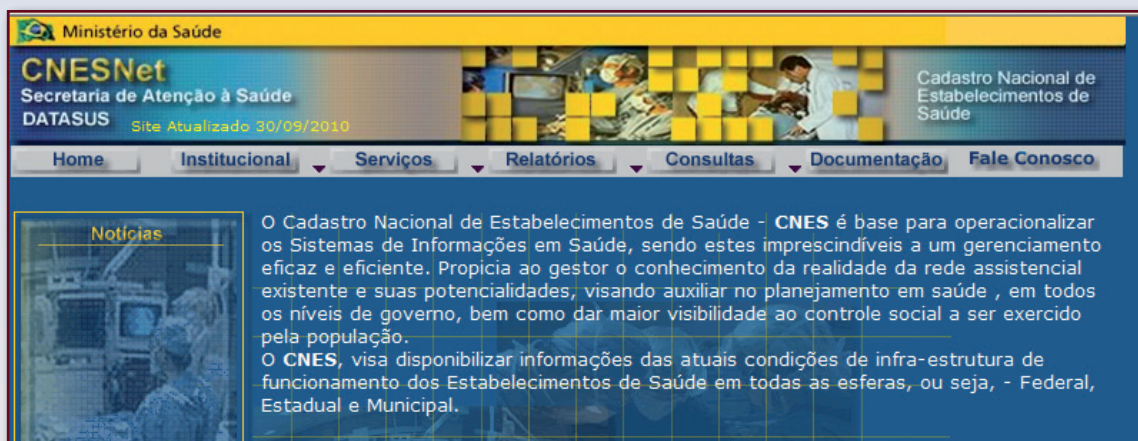 Ministério da Saúde
CNESNet
Secretaria de Atenção à Saúde
DATASUS Site Atualizado 30/09/2010
Cadastro Nacional de
Estabelecimentos de
Saúde
Home Institucional Serviços Relatórios Consultas Documentação Fale Conosco
Notícias
O Cadastro Nacional de Estabelecimentos de Saúde - CNES é base para operacionalizar
os Sistemas de Informações em Saúde, sendo estes imprescindíveis a um gerenciamento
eficaz e eficiente. Propicia ao gestor o conhecimento da realidade da rede assistencial
existente e suas potencialidades, visando auxiliar no planejamento em saúde , em todos
os níveis de governo, bem como dar maior visibilidade ao controle social a ser exercido
pela população.
O CNES, visa disponibilizar informações das atuais condições de infra-estrutura de
funcionamento dos Estabelecimentos de Saúde em todas as esferas, ou seja, - Federal,
Estadual e Municipal.